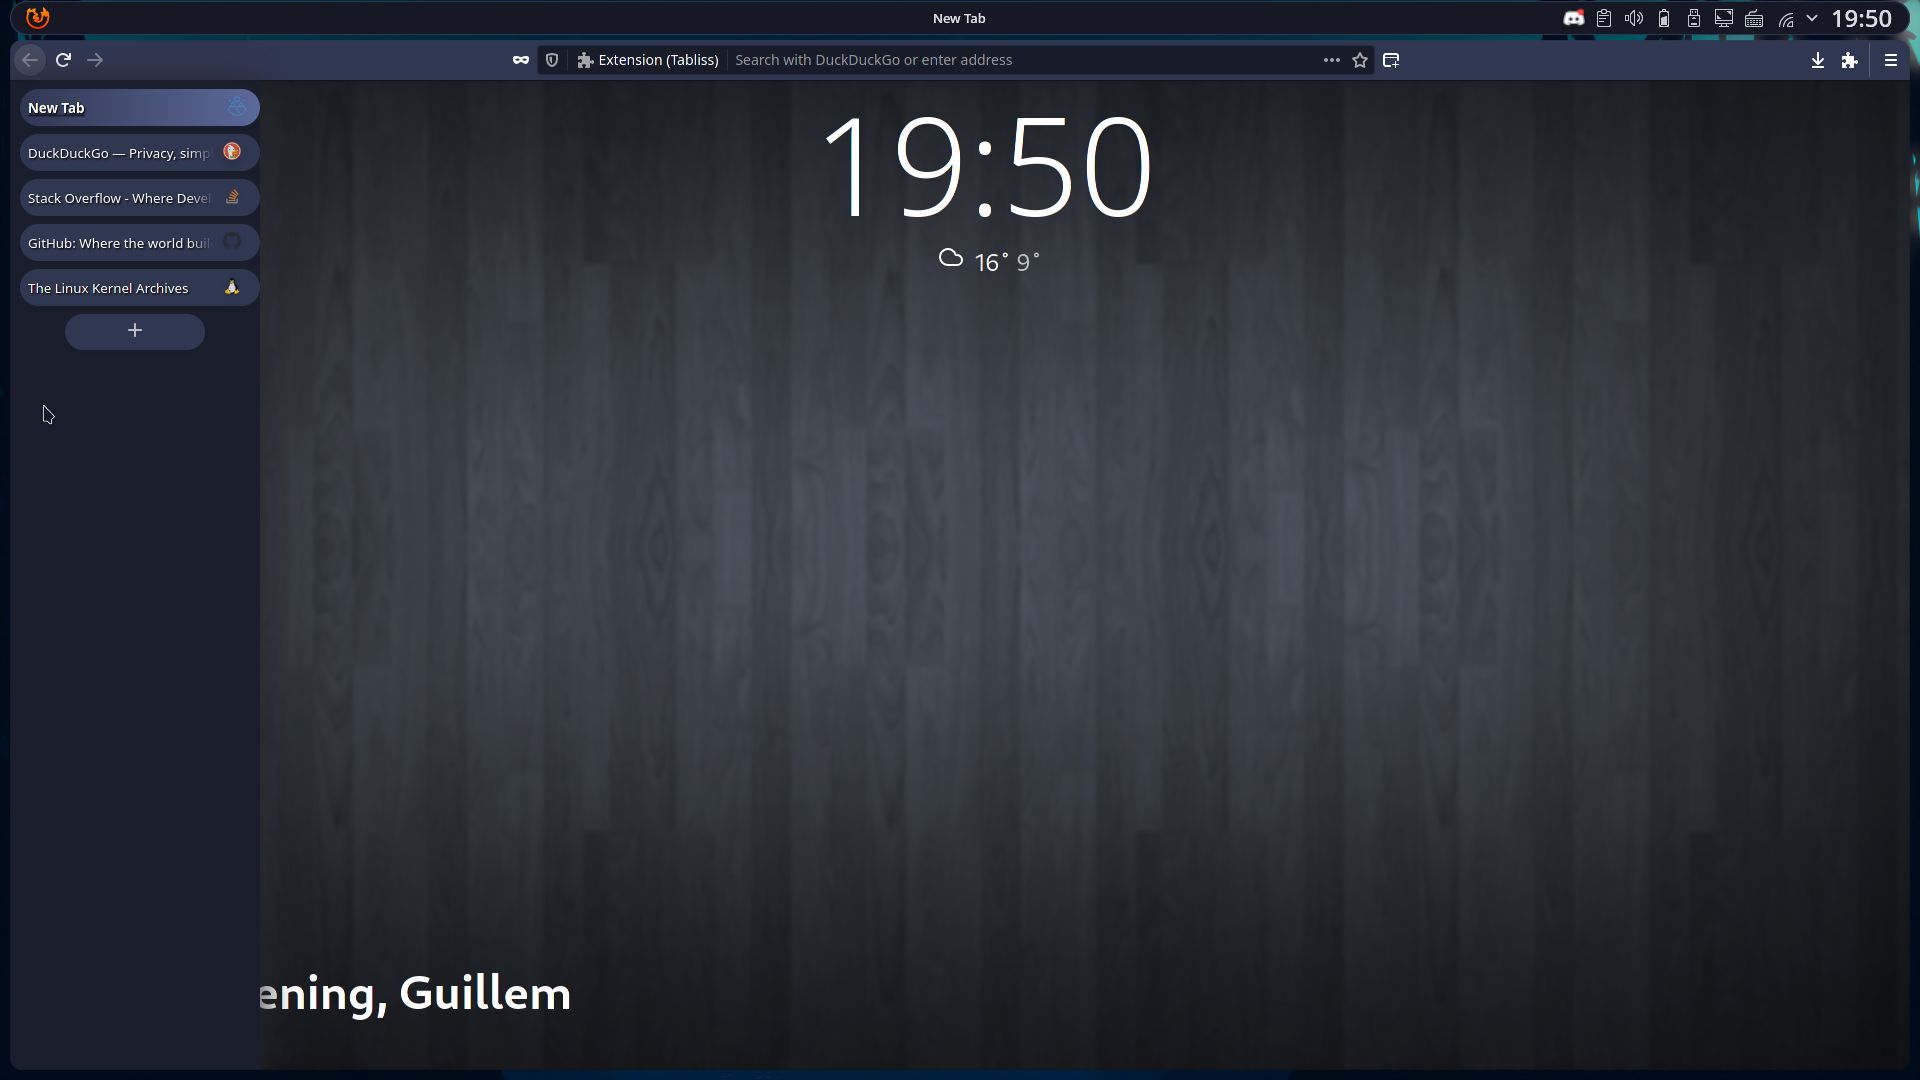 New Tab
19:50
Extension (Tabliss)
Search with DuckDuckGo or enter address
New Tab
DuckDuckGo — Privacy, simp
Stack Overflow - Where Deve
GitHub: Where the world buil
The Linux Kernel Archives
+
19:50
16° 9°
ening, Guillem